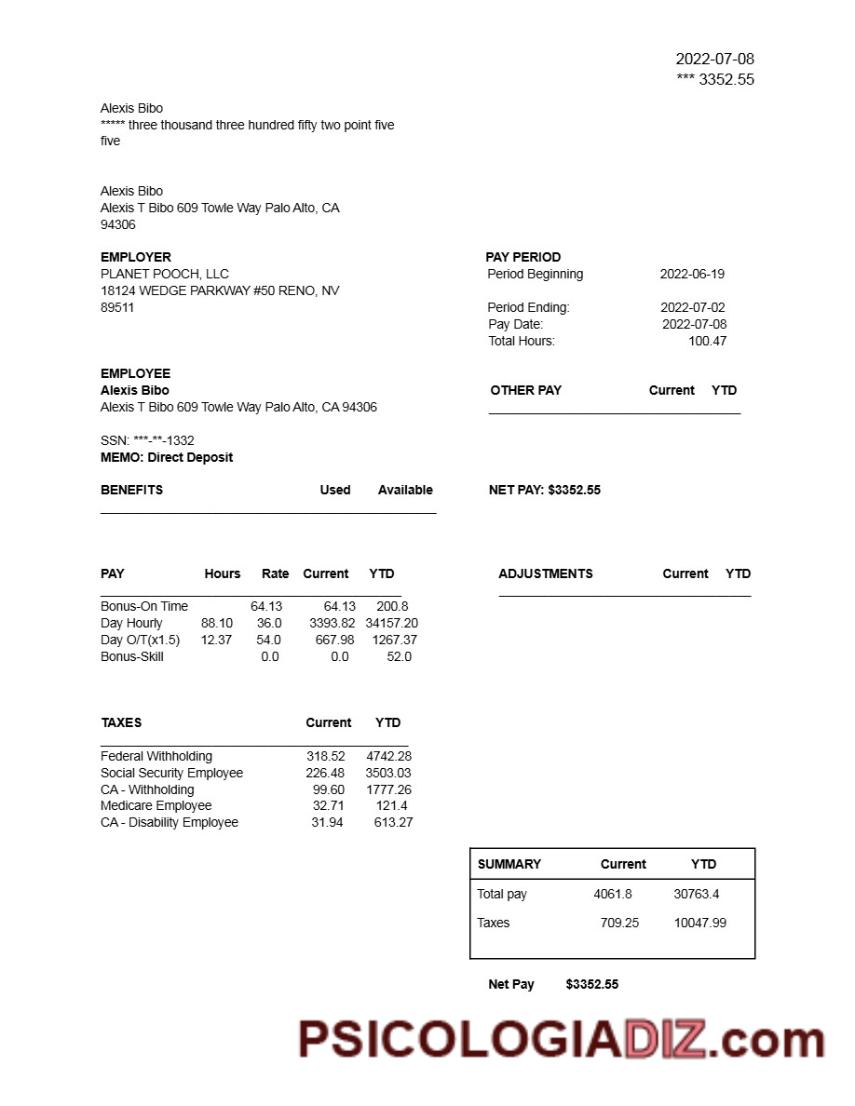 2022-07-08
*** 3352.55
Alexis Bibo
***** three thousand three hundred fifty two point five
five
Alexis Bibo
Alexis T Bibo 609 Towle Way Palo Alto, CA
94306
EMPLOYER
PLANET POOCH, LLC
18124 WEDGE PARKWAY #50 RENO, NV
89511
PAY PERIOD
Period Beginning 2022-06-19
Period Ending: 2022-07-02
Pay Date: 2022-07-08
Total Hours: 100.47
EMPLOYEE
Alexis Bibo
Alexis T Bibo 609 Towle Way Palo Alto, CA 94306
OTHER PAY Current YTD
SSN: ***-**-1332
MEMO: Direct Deposit
BENEFITS Used Available
NET PAY: $3352.55
PAY Hours Rate Current YTD
Bonus-On Time 64.13 64.13 200.8
Day Hourly 88.10 36.0 3393.82 34157.20
Day O/T(x1.5) 12.37 54.0 667.98 1267.37
Bonus-Skill 0.0 0.0 52.0
ADJUSTMENTS Current YTD
TAXES Current YTD
Federal Withholding 318.52 4742.28
Social Security Employee 226.48 3503.03
CA - Withholding 99.60 1777.26
Medicare Employee 32.71 121.4
CA - Disability Employee 31.94 613.27
SUMMARY Current YTD
Total pay 4061.8 30763.4
Taxes 709.25 10047.99
Net Pay $3352.55
PSICOLOGIADIZ.com